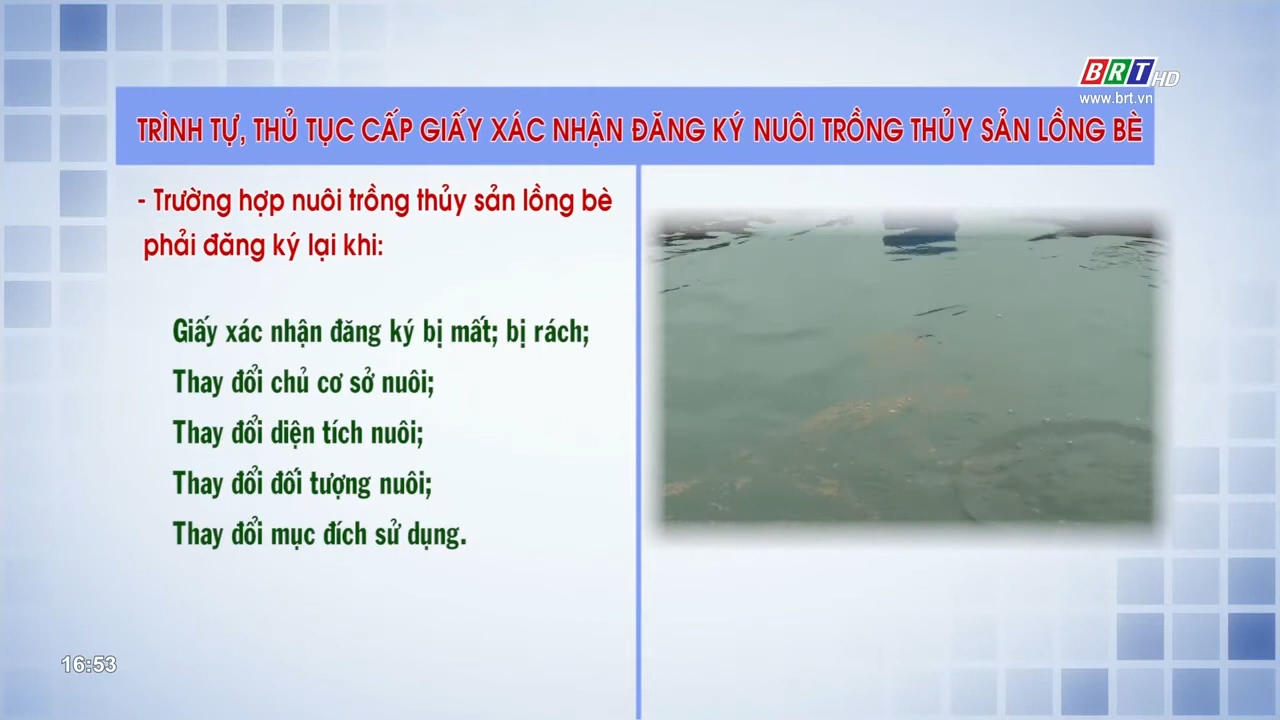 BRT HD
www.brt.vn
TRÌNH TỰ, THỦ TỤC CẤP GIẤY XÁC NHẬN ĐĂNG KÝ NUÔI TRỒNG THỦY SẢN LỒNG BÈ
- Trường hợp nuôi trồng thủy sản lồng bè
phải đăng ký lại khi:
Giấy xác nhận đăng ký bị mất; bị rách;
Thay đổi chủ cơ sở nuôi;
Thay đổi diện tích nuôi;
Thay đổi đối tượng nuôi;
Thay đổi mục đích sử dụng.
16:53